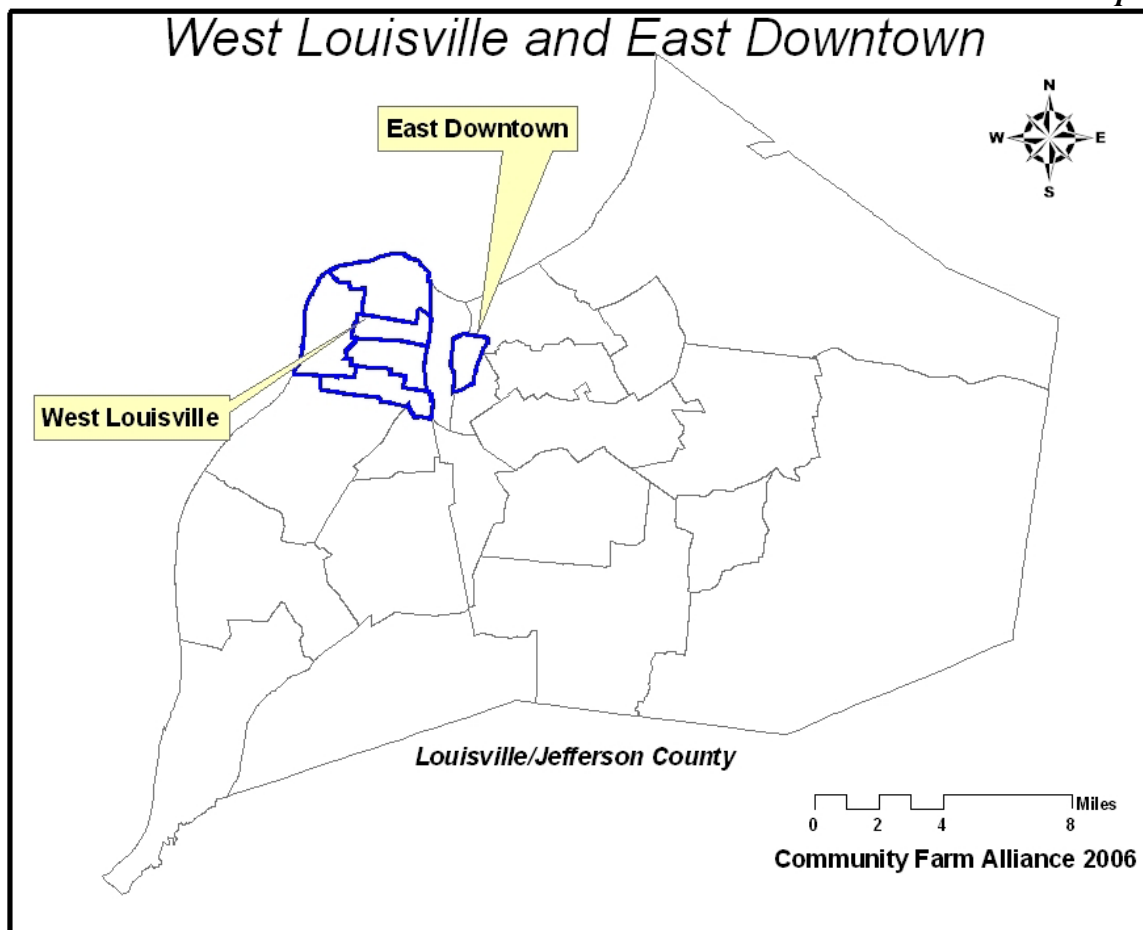 West Louisville and East Downtown
N
East Downtown
W E
S
West Louisville
Louisville/Jefferson County
Miles
0 2 4 8
Community Farm Alliance 2006